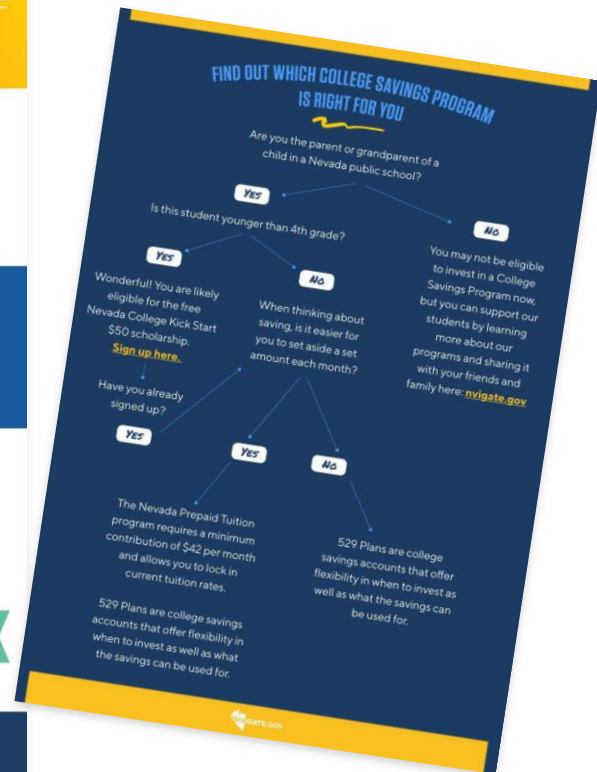 FIND OUT WHICH COLLEGE SAVINGS PROGRAM
IS RIGHT FOR YOU
Are you the parent or grandparent of a
child in a Nevada public school?
YES
NO
Is this student younger than 4th grade?
YES
NO
Wonderful! You are likely
eligible for the free
Nevada College Kick Start
$50 scholarship.
Sign up here.
Have you already
signed up?
YES
When thinking about
saving, is it easier for
you to set aside a set
amount each month?
You may not be eligible
to invest in a College
Savings Program now,
but you can support our
students by learning
more about our
programs and sharing it
with your friends and
family here: nvigate.gov
YES
NO
The Nevada Prepaid Tuition
program requires a minimum
contribution of $42 per month
and allows you to lock in
current tuition rates.
529 Plans are college savings
accounts that offer flexibility in
when to invest as well as what
the savings can be used for.
529 Plans are college
savings accounts that offer
flexibility in when to invest as
well as what the savings can
be used for.
NVIGATE.GOV